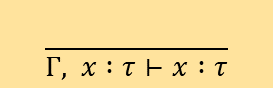 Γ, x : τ ⊢ x : τ